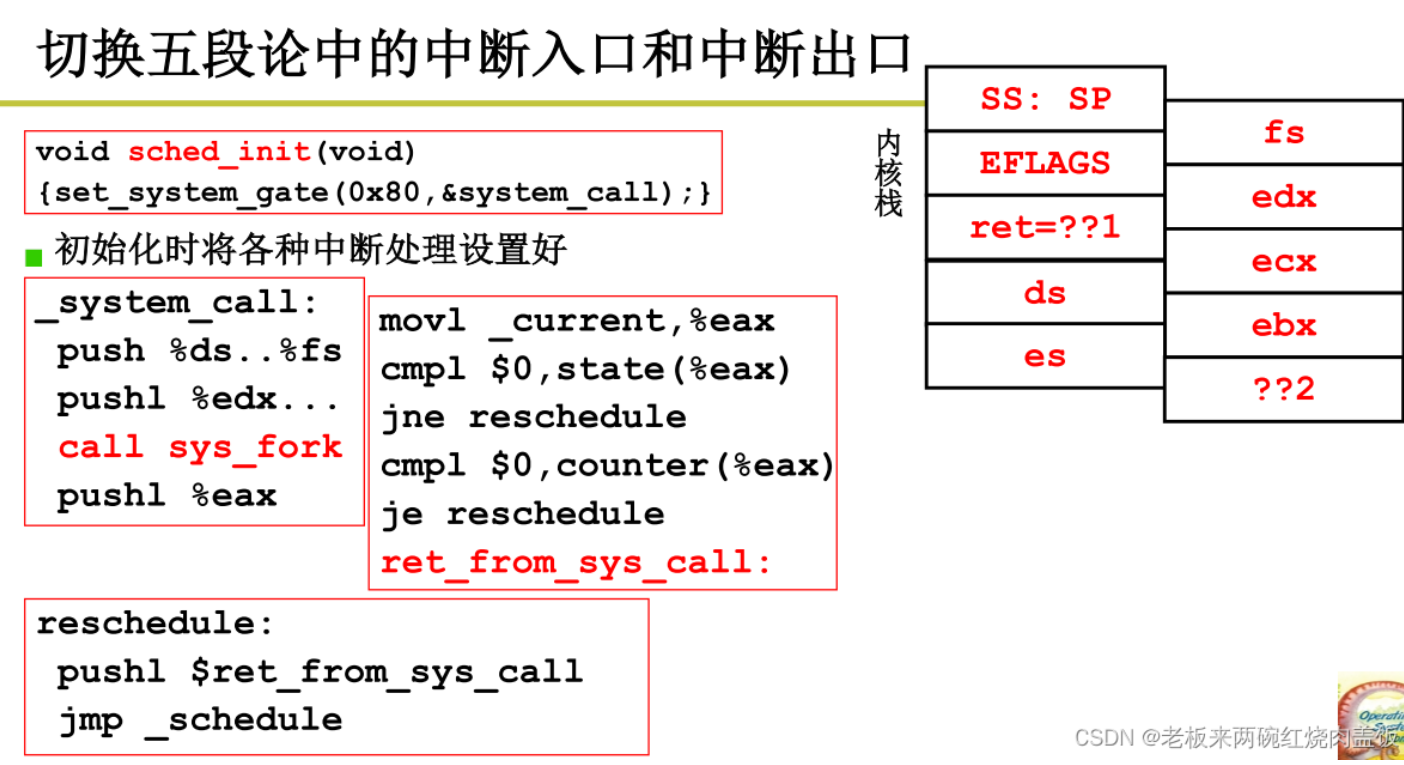 切换五段论中的中断入口和中断出口
void sched_init(void)
{set_system_gate(0x80,&system_call);}
初始化时将各种中断处理设置好
_system_call:
push %ds..%fs
pushl %edx...
call sys_fork
pushl %eax
movl _current,%eax
cmpl $0,state(%eax)
jne reschedule
cmpl $0,counter(%eax)
je reschedule
ret_from_sys_call:
reschedule:
pushl $ret_from_sys_call
jmp _schedule
内核栈
SS: SP
EFLAGS
ret=??1
ds
es
fs
edx
ecx
ebx
??2
CSDN @老板来两碗红烧肉盖饭